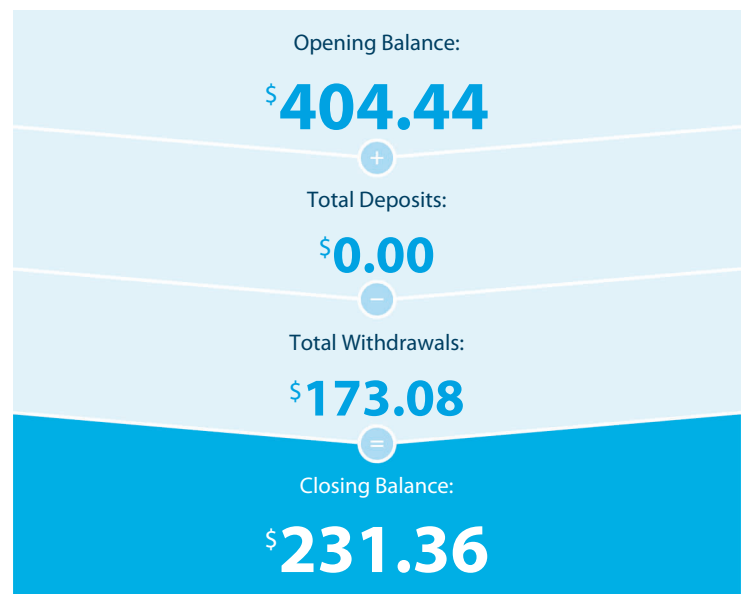 Opening Balance:
$404.44
+
Total Deposits:
$0.00
−
Total Withdrawals:
$173.08
=
Closing Balance:
$231.36